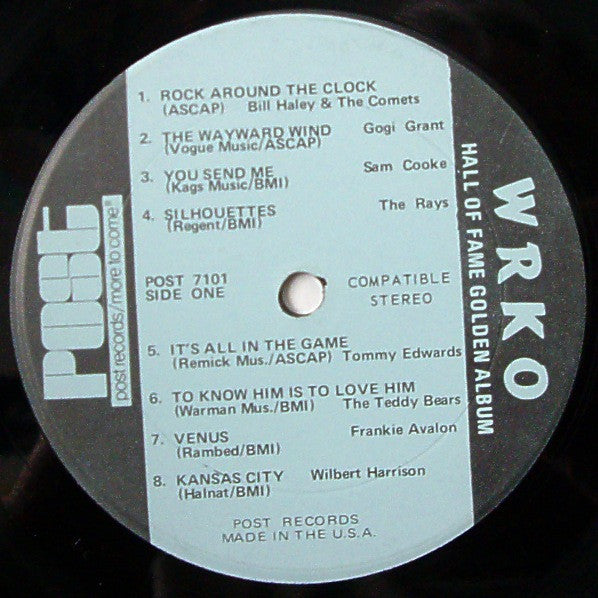 1. ROCK AROUND THE CLOCK
(ASCAP) Bill Haley & The Comets
2. THE WAYWARD WIND Gogi Grant
(Vogue Music/ASCAP)
3. YOU SEND ME Sam Cooke
(Kags Music/BMI)
4. SILHOUETTES The Rays
(Regent/BMI)
POST 7101 COMPATIBLE
SIDE ONE STEREO
5. IT'S ALL IN THE GAME
(Remick Mus./ASCAP) Tommy Edwards
6. TO KNOW HIM IS TO LOVE HIM
(Warman Mus./BMI) The Teddy Bears
7. VENUS Frankie Avalon
(Rambed/BMI)
8. KANSAS CITY Wilbert Harrison
(Halnat/BMI)
POST RECORDS
MADE IN THE U.S.A.
post
post records/more to come!
WRKO
HALL OF FAME GOLDEN ALBUM